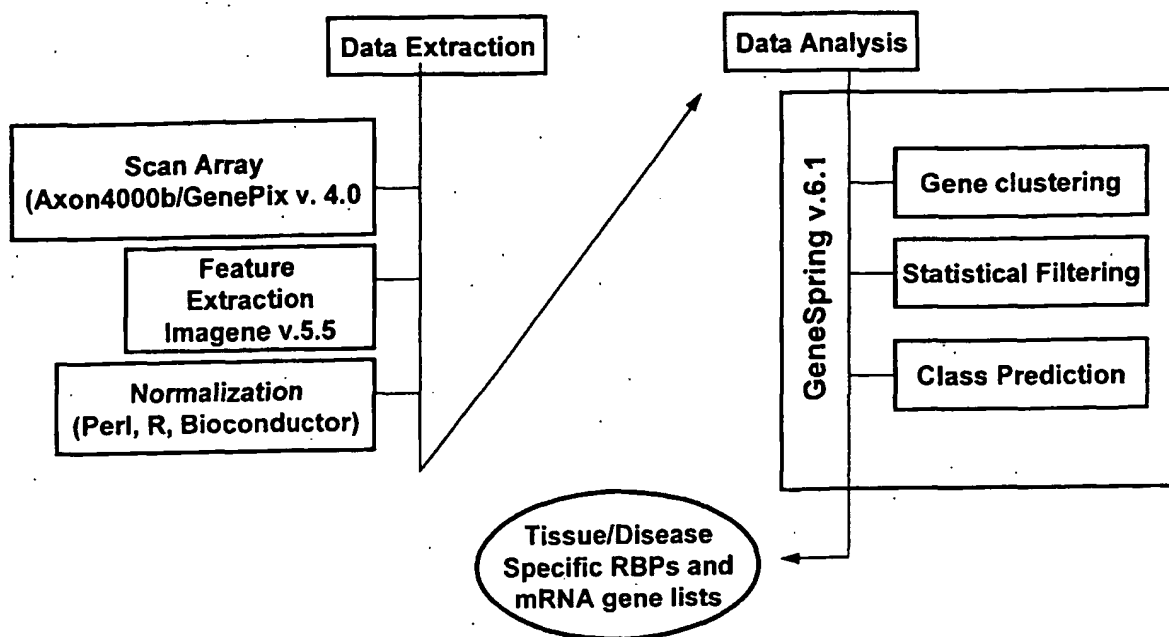 Data Extraction
Scan Array
(Axon4000b/GenePix v. 4.0
Feature
Extraction
Imagene v.5.5
Normalization
(Perl, R, Bioconductor)
Data Analysis
GeneSpring v.6.1
Gene clustering
Statistical Filtering
Class Prediction
Tissue/Disease
Specific RBPs and
mRNA gene lists